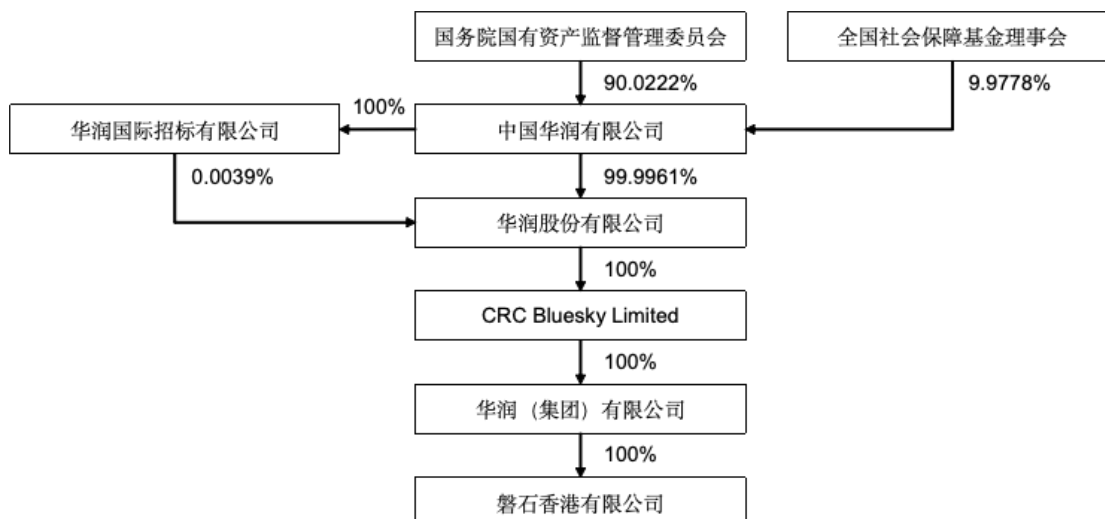 国务院国有资产监督管理委员会
全国社会保障基金理事会
90.0222%
9.9778%
100%
华润国际招标有限公司
中国华润有限公司
0.0039%
99.9961%
华润股份有限公司
100%
CRC Bluesky Limited
100%
华润（集团）有限公司
100%
磐石香港有限公司